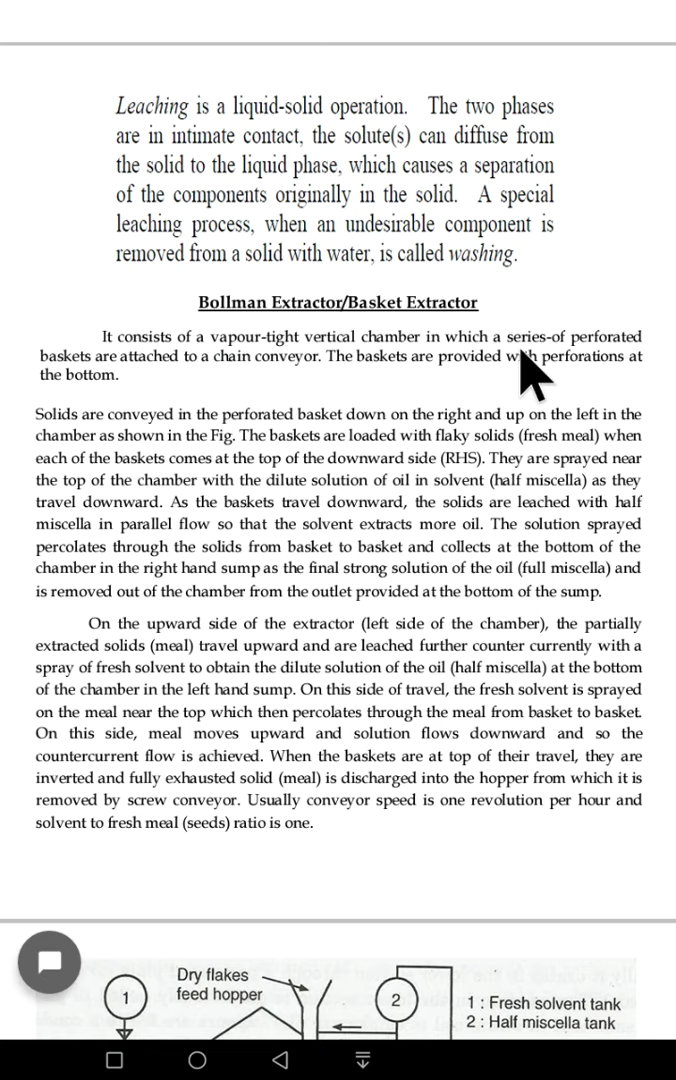 Leaching is a liquid-solid operation. The two phases
are in intimate contact, the solute(s) can diffuse from
the solid to the liquid phase, which causes a separation
of the components originally in the solid. A special
leaching process, when an undesirable component is
removed from a solid with water, is called washing.
Bollman Extractor/Basket Extractor
It consists of a vapour-tight vertical chamber in which a series-of perforated
baskets are attached to a chain conveyor. The baskets are provided with perforations at
the bottom.
Solids are conveyed in the perforated basket down on the right and up on the left in the
chamber as shown in the Fig. The baskets are loaded with flaky solids (fresh meal) when
each of the baskets comes at the top of the downward side (RHS). They are sprayed near
the top of the chamber with the dilute solution of oil in solvent (half miscella) as they
travel downward. As the baskets travel downward, the solids are leached with half
miscella in parallel flow so that the solvent extracts more oil. The solution sprayed
percolates through the solids from basket to basket and collects at the bottom of the
chamber in the right hand sump as the final strong solution of the oil (full miscella) and
is removed out of the chamber from the outlet provided at the bottom of the sump.
On the upward side of the extractor (left side of the chamber), the partially
extracted solids (meal) travel upward and are leached further counter currently with a
spray of fresh solvent to obtain the dilute solution of the oil (half miscella) at the bottom
of the chamber in the left hand sump. On this side of travel, the fresh solvent is sprayed
on the meal near the top which then percolates through the meal from basket to basket.
On this side, meal moves upward and solution flows downward and so the
countercurrent flow is achieved. When the baskets are at top of their travel, they are
inverted and fully exhausted solid (meal) is discharged into the hopper from which it is
removed by screw conveyor. Usually conveyor speed is one revolution per hour and
solvent to fresh meal (seeds) ratio is one.
Dry flakes
feed hopper
1
2
1 : Fresh solvent tank
2 : Half miscella tank